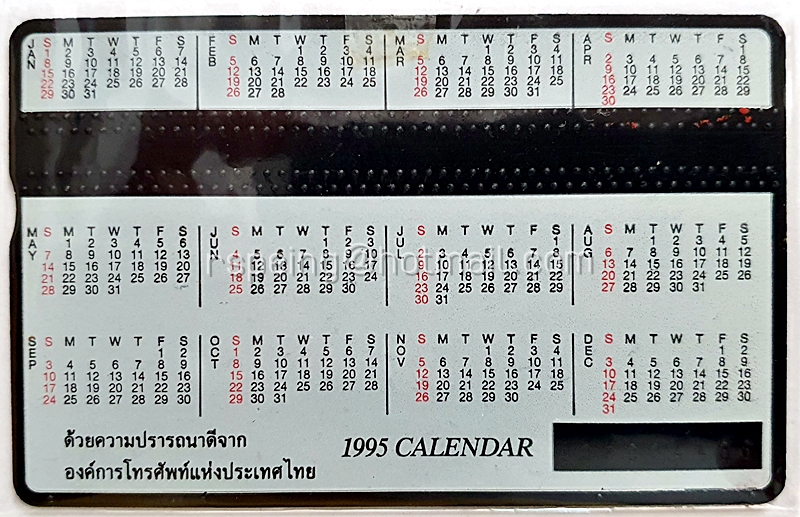 JAN
S M T W T F S
1 2 3 4 5 6 7
8 9 10 11 12 13 14
15 16 17 18 19 20 21
22 23 24 25 26 27 28
29 30 31
FEB
S M T W T F S
1 2 3 4
5 6 7 8 9 10 11
12 13 14 15 16 17 18
19 20 21 22 23 24 25
26 27 28
MAR
S M T W T F S
1 2 3 4
5 6 7 8 9 10 11
12 13 14 15 16 17 18
19 20 21 22 23 24 25
26 27 28 29 30 31
APR
S M T W T F S
1
2 3 4 5 6 7 8
9 10 11 12 13 14 15
16 17 18 19 20 21 22
23 24 25 26 27 28 29
30
MAY
S M T W T F S
1 2 3 4 5 6
7 8 9 10 11 12 13
14 15 16 17 18 19 20
21 22 23 24 25 26 27
28 29 30 31
JUN
S M T W T F S
1 2 3
4 5 6 7 8 9 10
11 12 13 14 15 16 17
18 19 20 21 22 23 24
25 26 27 28 29 30
JUL
S M T W T F S
1
2 3 4 5 6 7 8
9 10 11 12 13 14 15
16 17 18 19 20 21 22
23 24 25 26 27 28 29
30 31
AUG
S M T W T F S
1 2 3 4 5
6 7 8 9 10 11 12
13 14 15 16 17 18 19
20 21 22 23 24 25 26
27 28 29 30 31
SEP
S M T W T F S
1 2
3 4 5 6 7 8 9
10 11 12 13 14 15 16
17 18 19 20 21 22 23
24 25 26 27 28 29 30
OCT
S M T W T F S
1 2 3 4 5 6 7
8 9 10 11 12 13 14
15 16 17 18 19 20 21
22 23 24 25 26 27 28
29 30 31
NOV
S M T W T F S
1 2 3 4
5 6 7 8 9 10 11
12 13 14 15 16 17 18
19 20 21 22 23 24 25
26 27 28 29 30
DEC
S M T W T F S
1 2
3 4 5 6 7 8 9
10 11 12 13 14 15 16
17 18 19 20 21 22 23
24 25 26 27 28 29 30
31
ด้วยความปรารถนาดีจาก
องค์การโทรศัพท์แห่งประเทศไทย
1995 CALENDAR